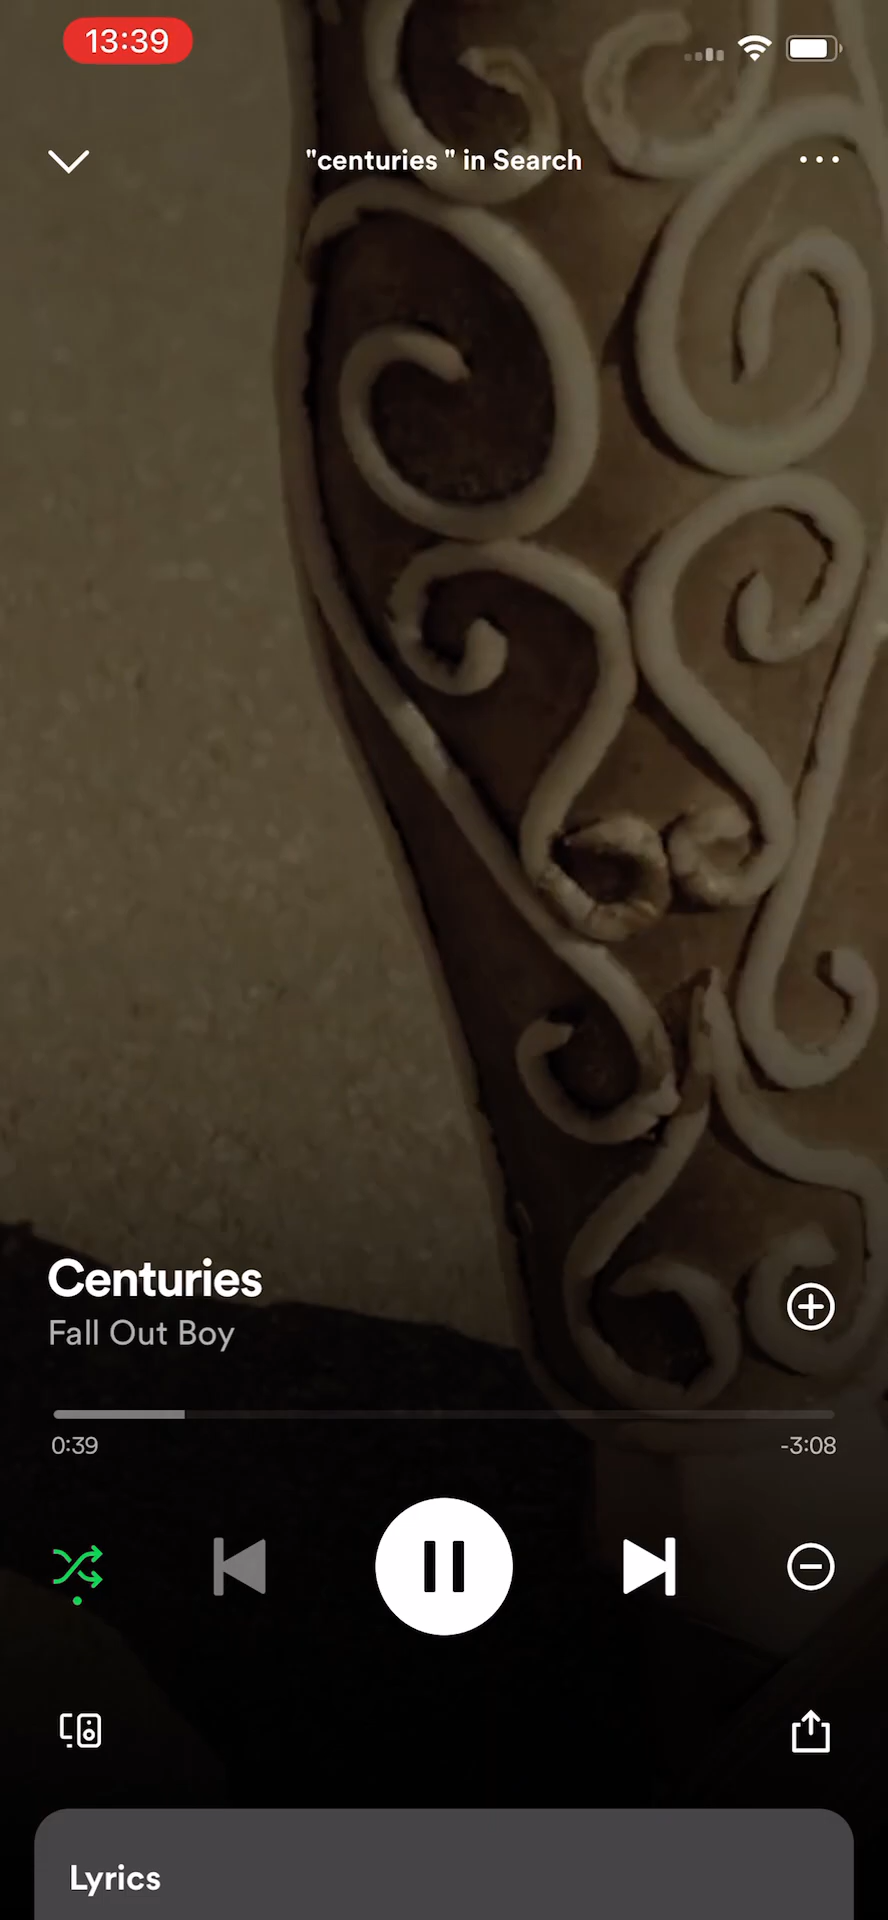 13:39
"centuries " in Search
Centuries
Fall Out Boy
0:39
-3:08
Lyrics